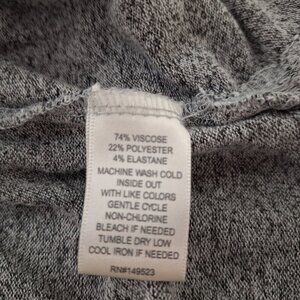 74% VISCOSE
22% POLYESTER
4% ELASTANE
MACHINE WASH COLD
INSIDE OUT
WITH LIKE COLORS
GENTLE CYCLE
NON-CHLORINE
BLEACH IF NEEDED
TUMBLE DRY LOW
COOL IRON IF NEEDED
RN#149523